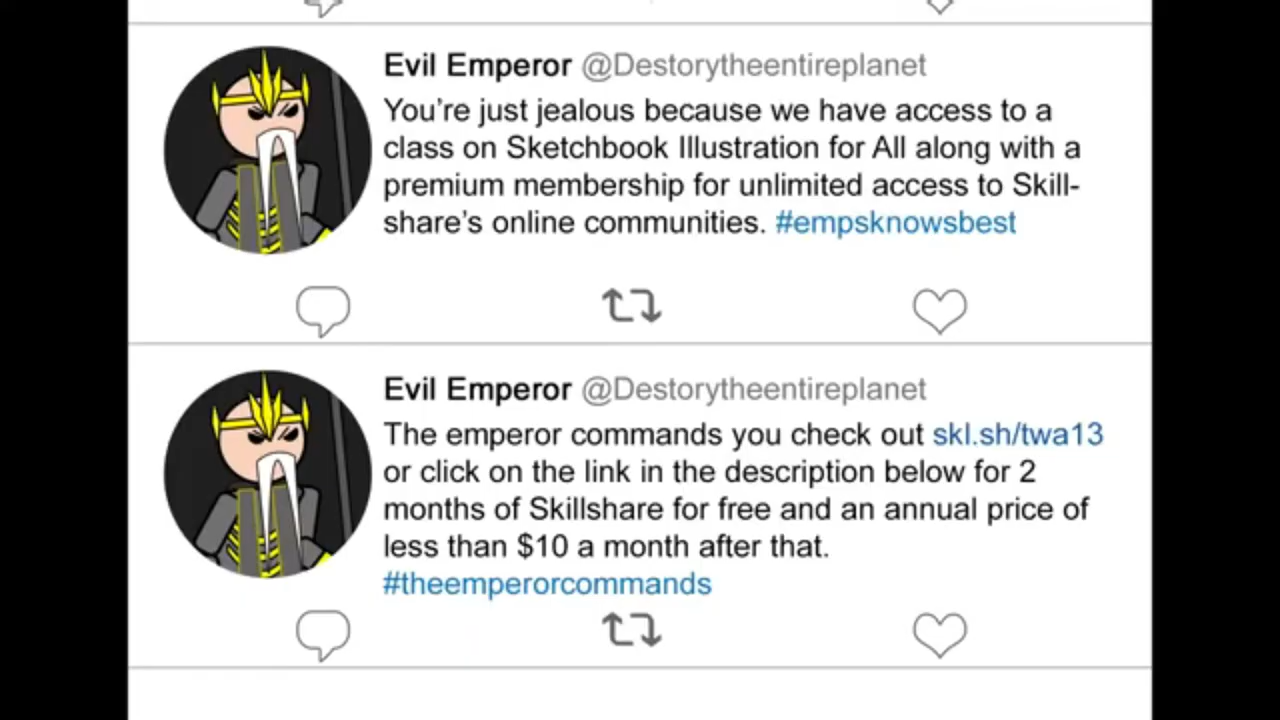 Evil Emperor @Destorytheentireplanet
You're just jealous because we have access to a
class on Sketchbook Illustration for All along with a
premium membership for unlimited access to Skill-
share's online communities. #empsknowsbest
Evil Emperor @Destorytheentireplanet
The emperor commands you check out skl.sh/twa13
or click on the link in the description below for 2
months of Skillshare for free and an annual price of
less than $10 a month after that.
#theemperorcommands